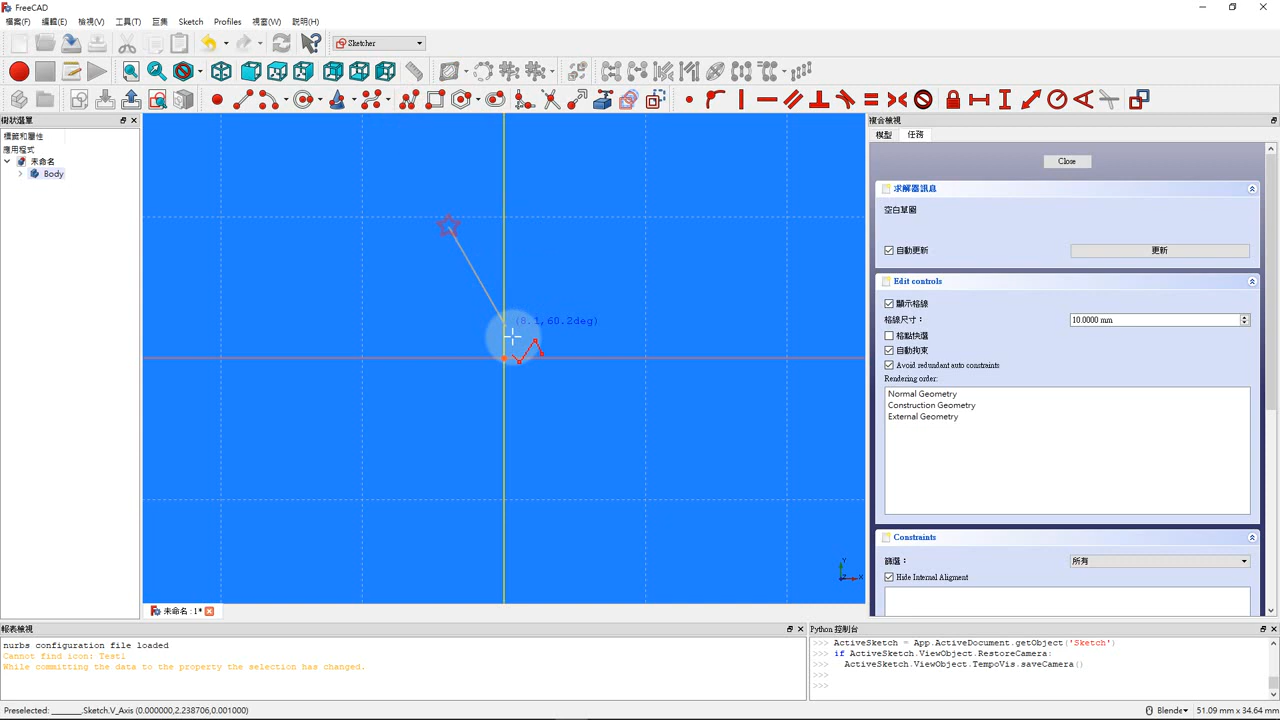 FreeCAD
檔案(F) 編輯(E) 檢視(V) 工具(T) 巨集 Sketch Profiles 視窗(W) 說明(H)
Sketcher
樹狀選單
標籤和屬性
應用程式
未命名
Body
(8.1,60.2deg)
Y
X
未命名 : 1*
複合檢視
模型 任務
Close
求解器訊息
空白草圖
自動更新 更新
Edit controls
顯示格線
格線尺寸: 10.0000 mm
格點快選
自動拘束
Avoid redundant auto constraints
Rendering order:
Normal Geometry
Construction Geometry
External Geometry
Constraints
篩選: 所有
Hide Internal Aligment
報表檢視
nurbs configuration file loaded
Cannot find icon: Test1
While committing the data to the property the selection has changed.
Python 控制台
>>> ActiveSketch = App.ActiveDocument.getObject('Sketch')
>>> if ActiveSketch.ViewObject.RestoreCamera:
>>>   ActiveSketch.ViewObject.TempoVis.saveCamera()
>>>
>>>
Preselected: _______.Sketch.V_Axis (0.000000,2.238706,0.001000)
Blende 51.09 mm x 34.64 mm